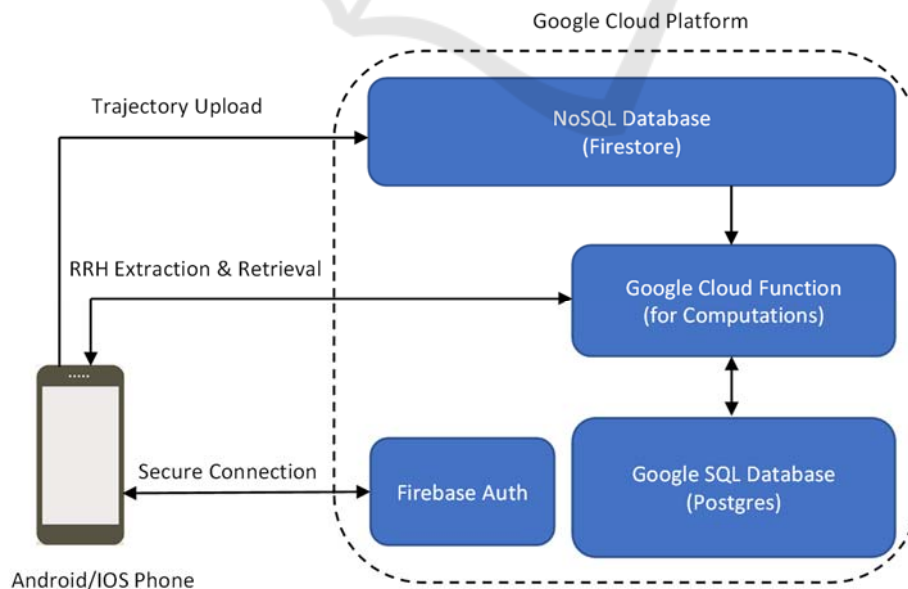 Google Cloud Platform
Trajectory Upload
NoSQL Database
(Firestore)
RRH Extraction & Retrieval
Google Cloud Function
(for Computations)
Secure Connection
Firebase Auth
Google SQL Database
(Postgres)
Android/IOS Phone